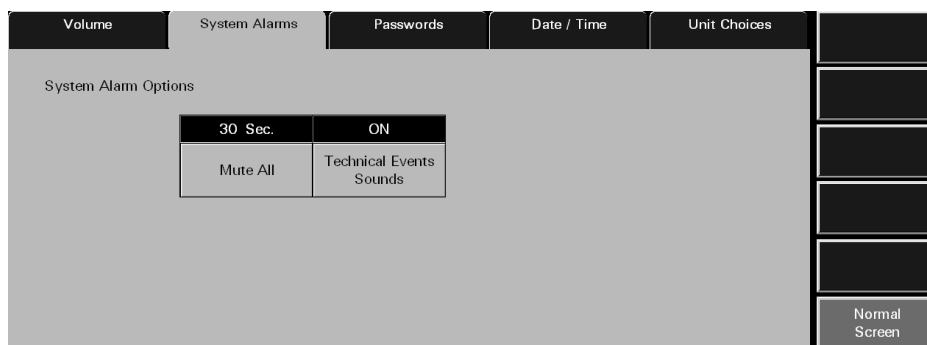 Volume
System Alarms
Passwords
Date / Time
Unit Choices
System Alarm Options
30 Sec.
ON
Mute All
Technical Events
Sounds
Normal
Screen